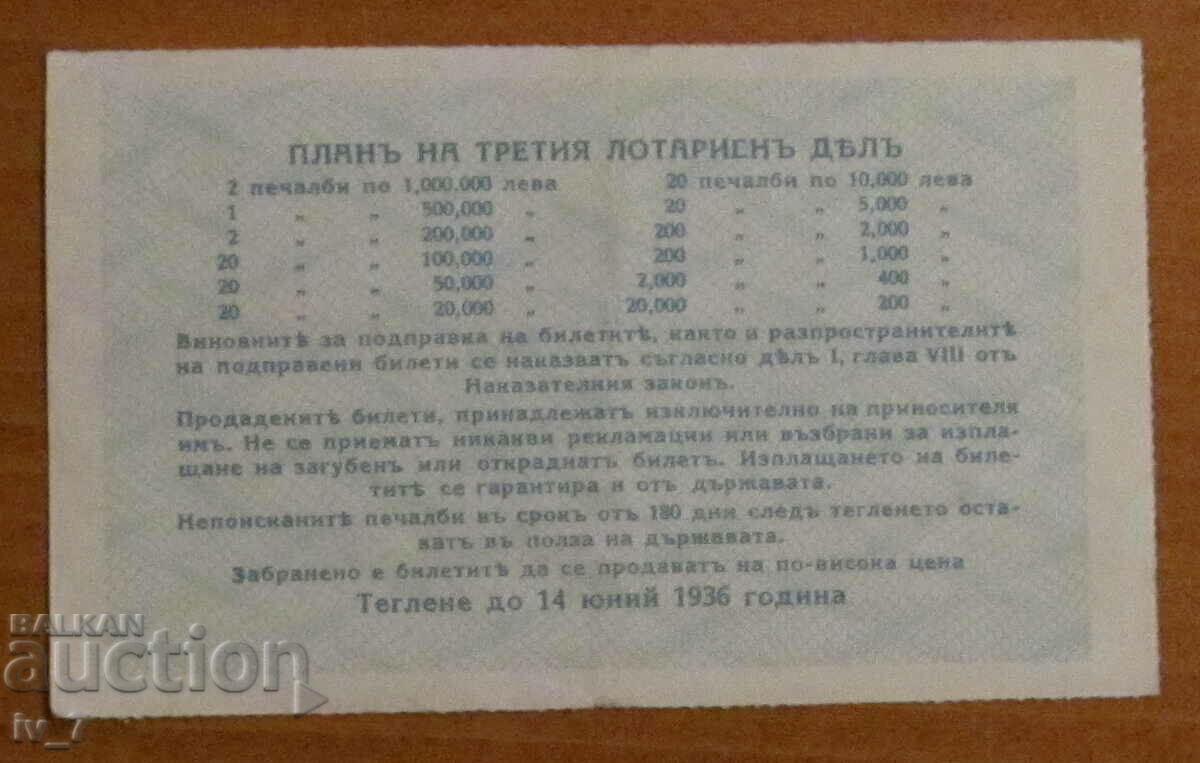 ПЛАНЪ НА ТРЕТИЯ ЛОТАРИЕНЪ ДѢЛЪ
2 печалби по 1,000.000 лева 20 печалби по 10,000 лева
1 „ „ 500,000 „ 20 „ „ 5,000 „
2 „ „ 200,000 „ 200 „ „ 2,000 „
20 „ „ 100,000 „ 200 „ „ 1,000 „
20 „ „ 50,000 „ 2,000 „ „ 400 „
20 „ „ 20,000 „ 20,000 „ „ 200 „
Виновнитѣ за подправка на билетитѣ, както и разпространителитѣ
на подправени билети се наказватъ съгласно дѣлъ I, глава VIII отъ
Наказателния законъ.
Продаденитѣ билети, принадлежатъ изключително на приносителя
имъ. Не се приематъ никакви рекламации или възбрани за изпла-
щане на загубенъ или откраднатъ билетъ. Изплащането на биле-
титѣ се гарантира и отъ държавата.
Непоисканитѣ печалби въ срокъ отъ 180 дни следъ тегленето оста-
ватъ въ полза на държавата.
Забранено е билетитѣ да се продаватъ на по-висока цена
Теглене до 14 юний 1936 година
BALKAN
auction
iv_7